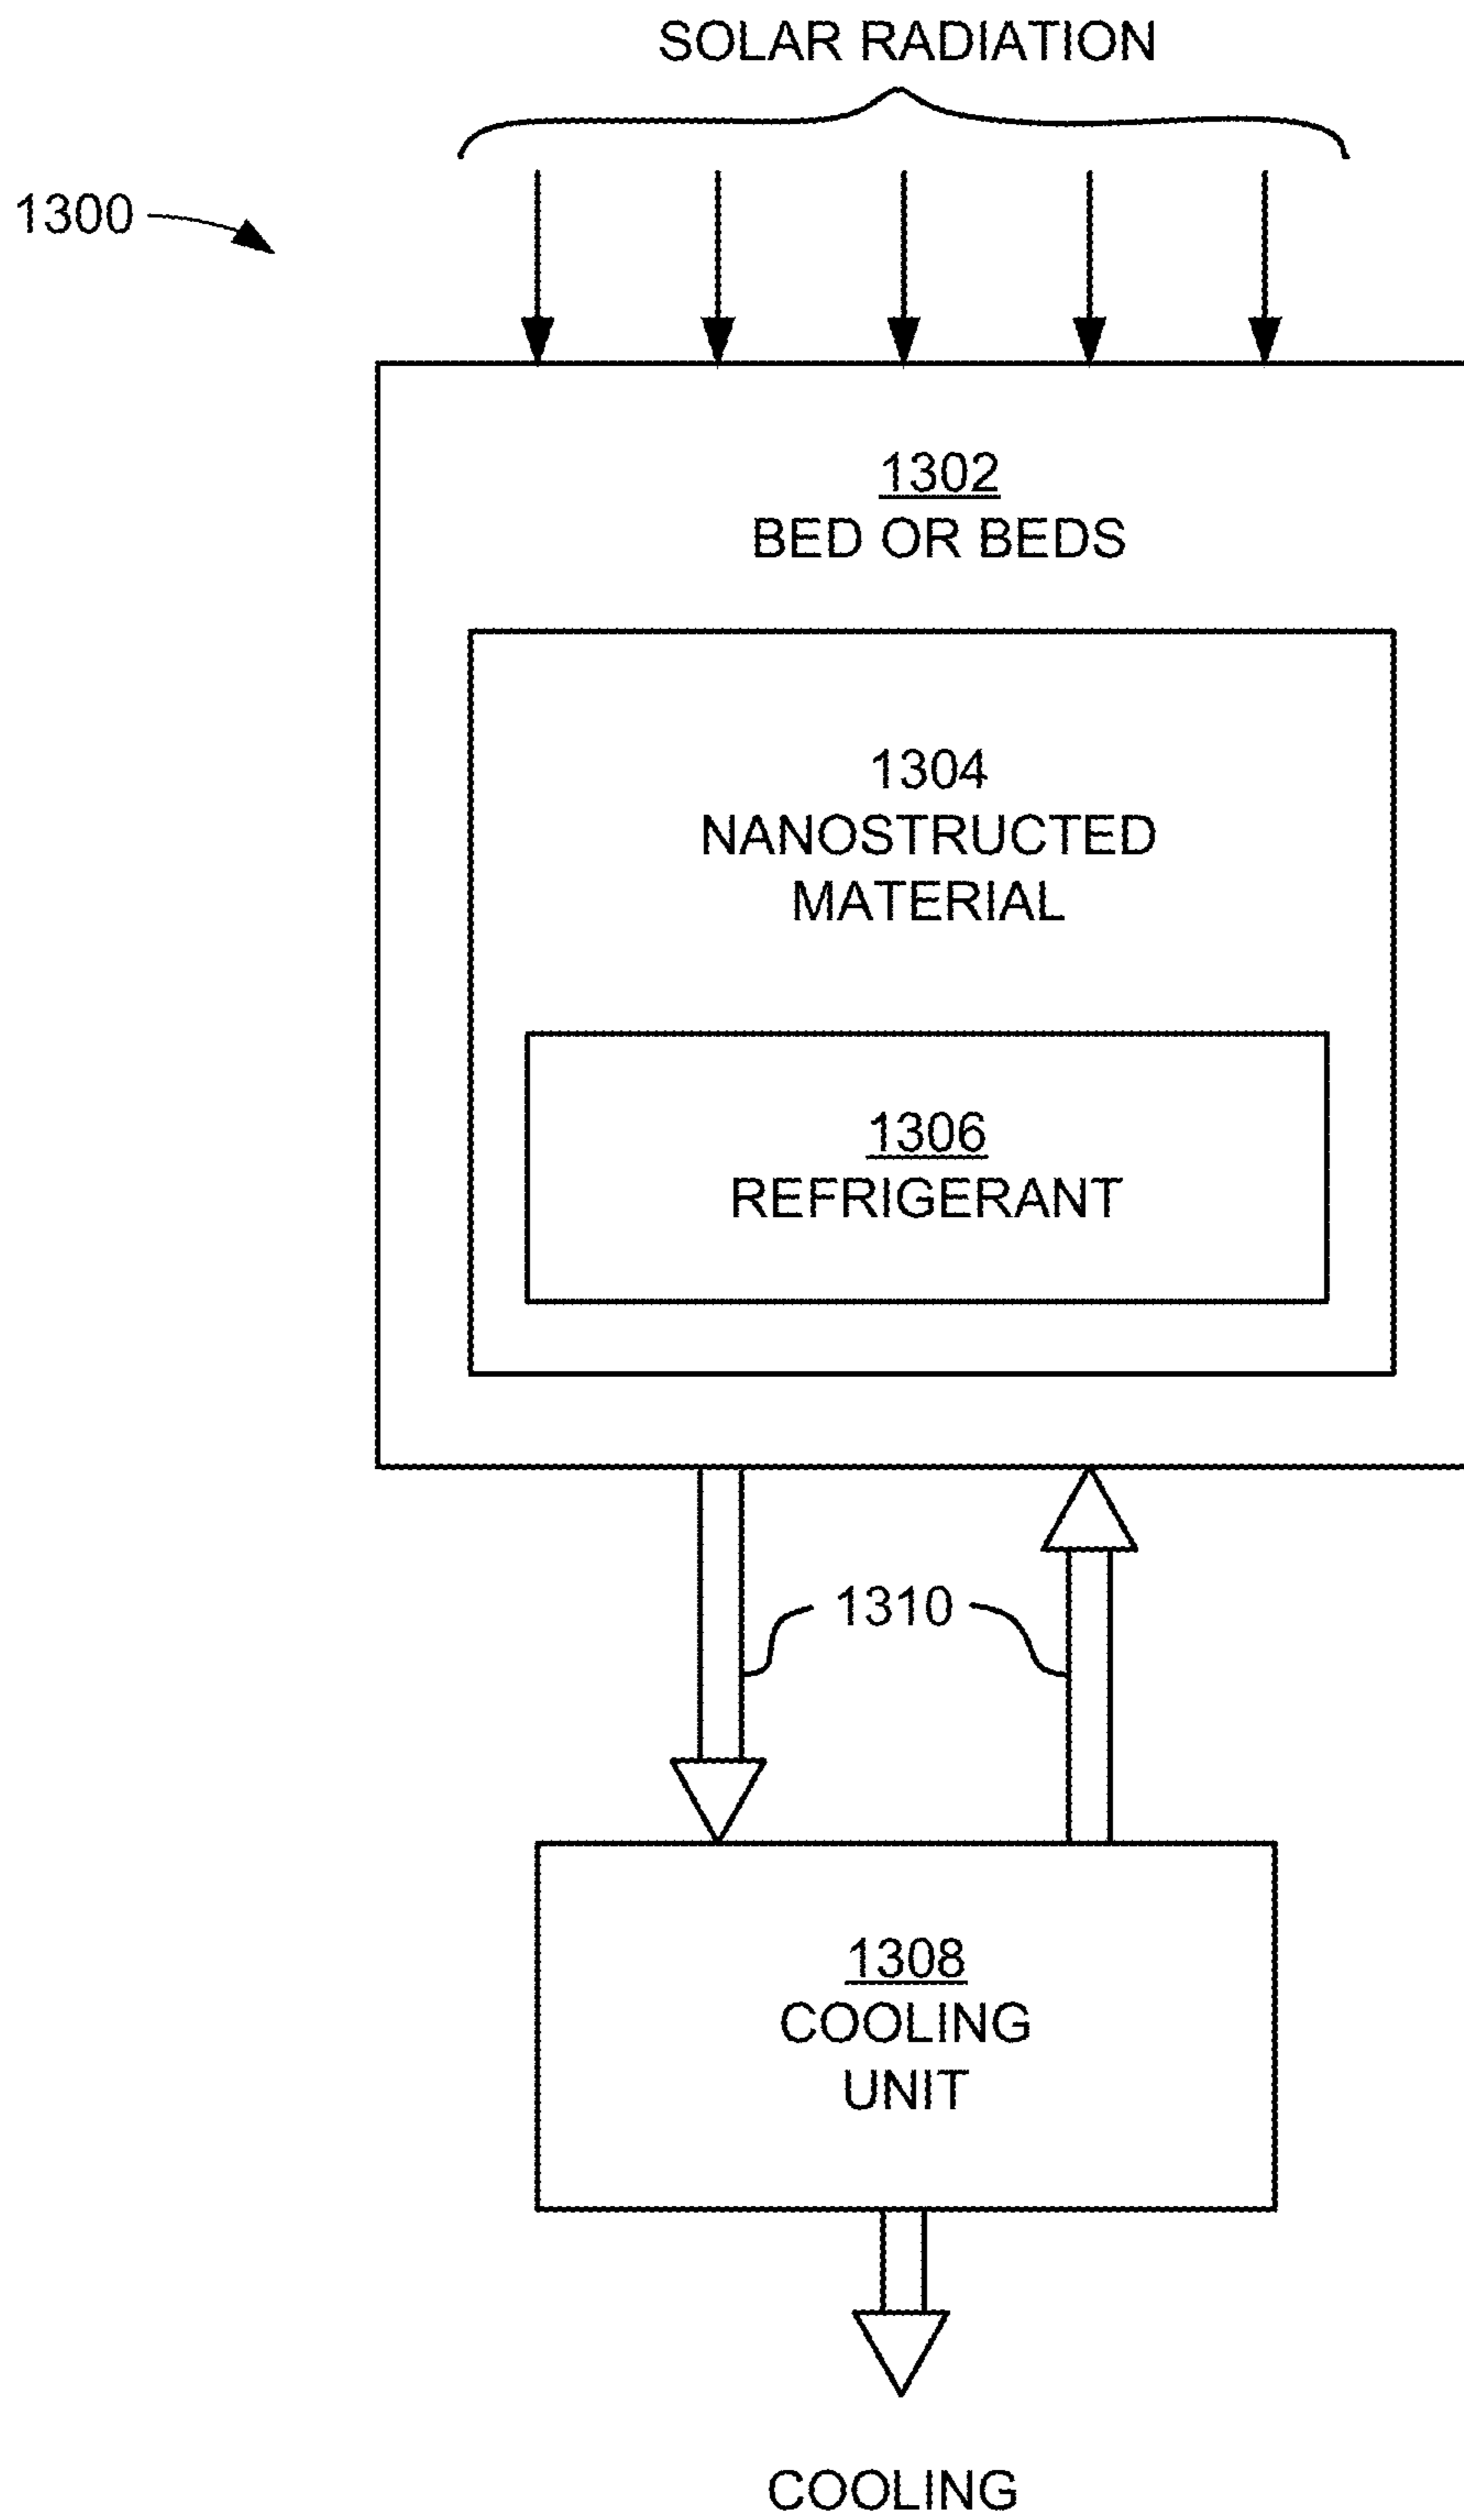 SOLAR RADIATION
1300
1302
BED OR BEDS
1304
NANOSTRUCTED
MATERIAL
1306
REFRIGERANT
1310
1308
COOLING
UNIT
COOLING